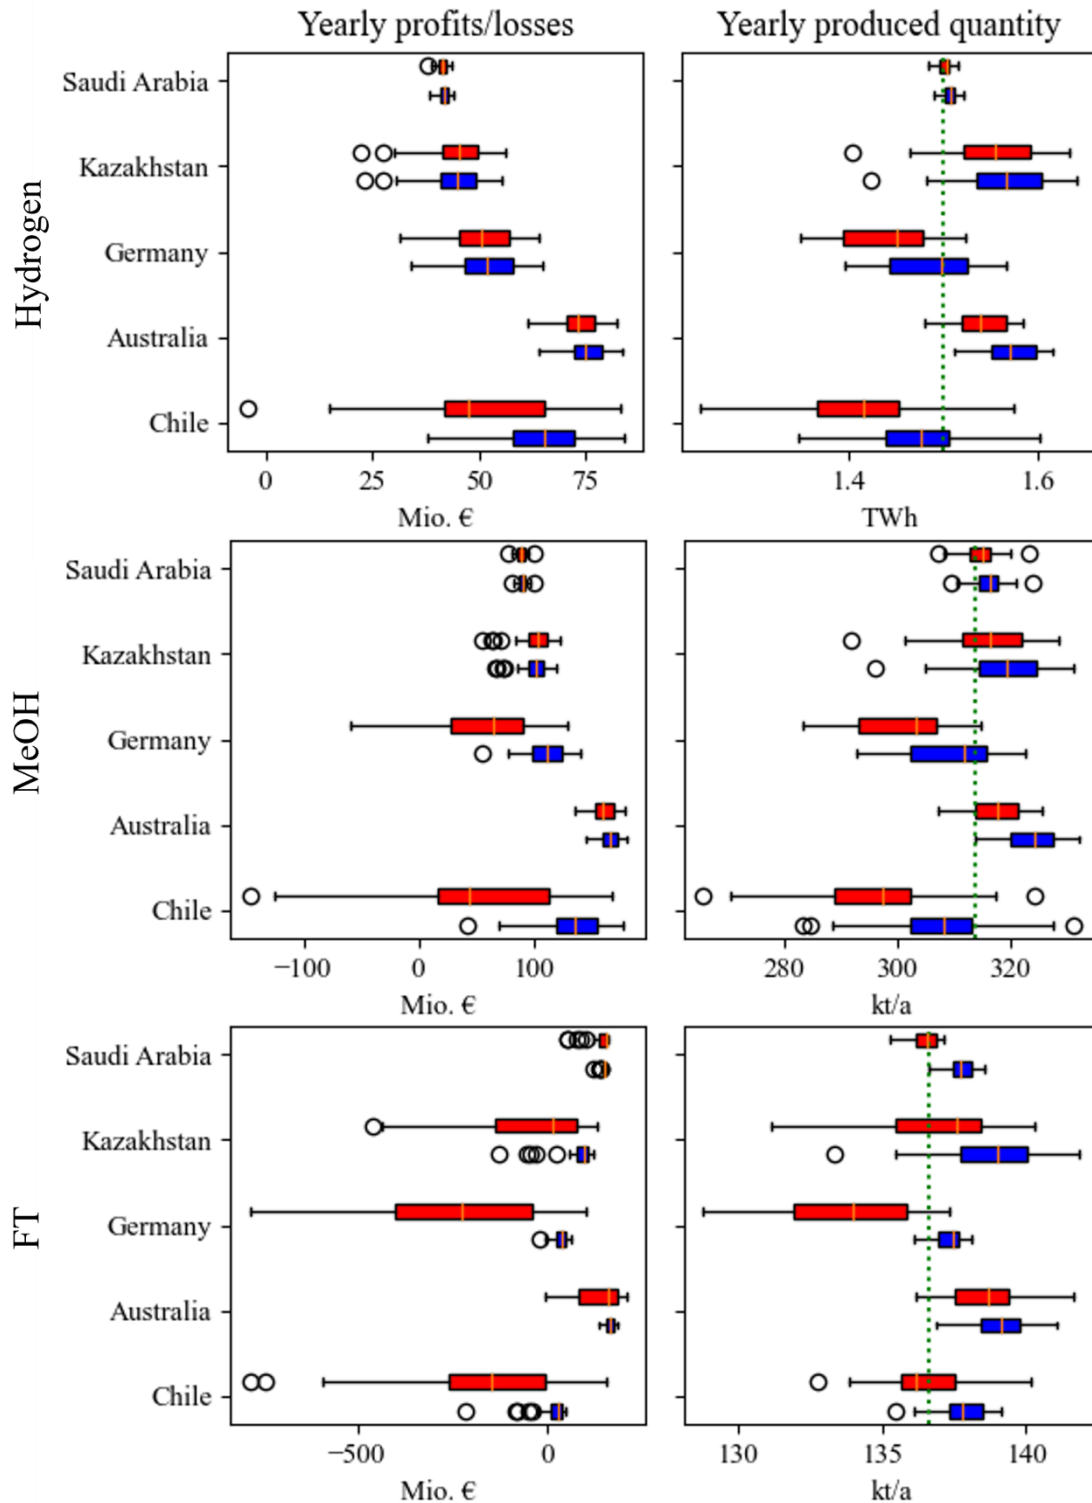 Yearly profits/losses
Yearly produced quantity
Hydrogen
Saudi Arabia
Kazakhstan
Germany
Australia
Chile
0 25 50 75
1.4 1.6
Mio. €
TWh
MeOH
Saudi Arabia
Kazakhstan
Germany
Australia
Chile
−100 0 100
280 300 320
Mio. €
kt/a
FT
Saudi Arabia
Kazakhstan
Germany
Australia
Chile
−500 0
130 135 140
Mio. €
kt/a